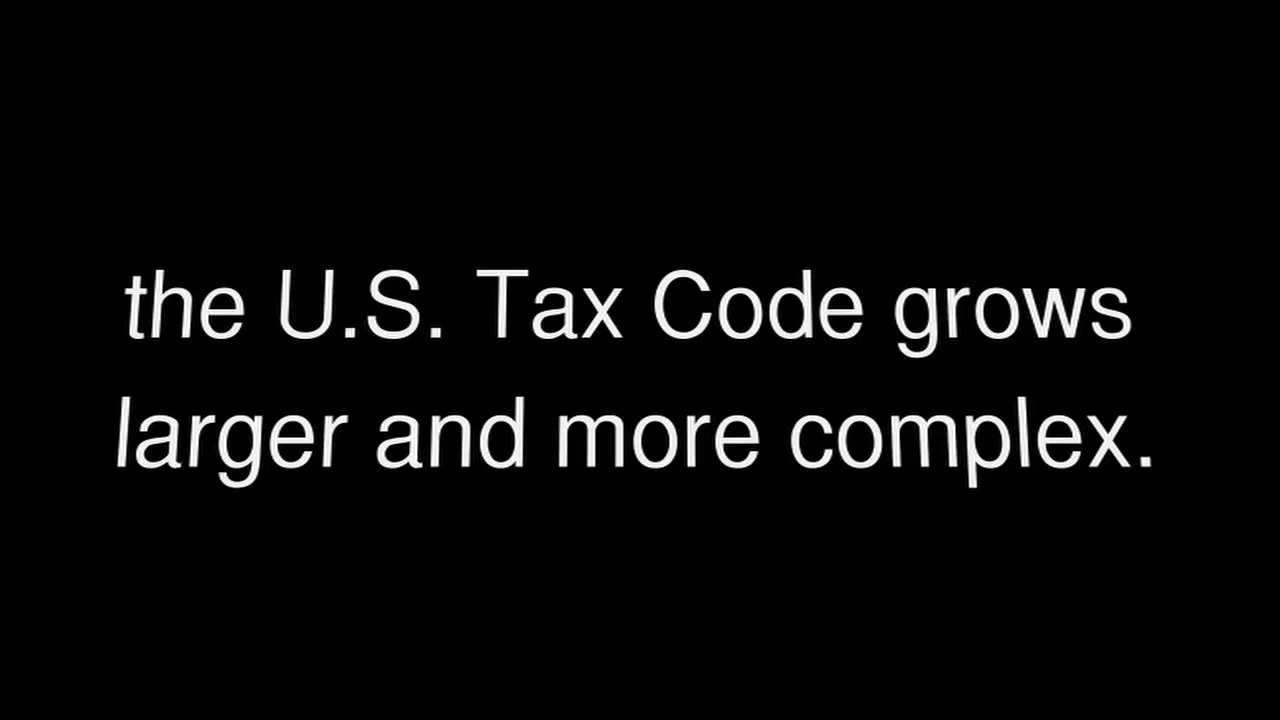 the U.S. Tax Code grows
larger and more complex.